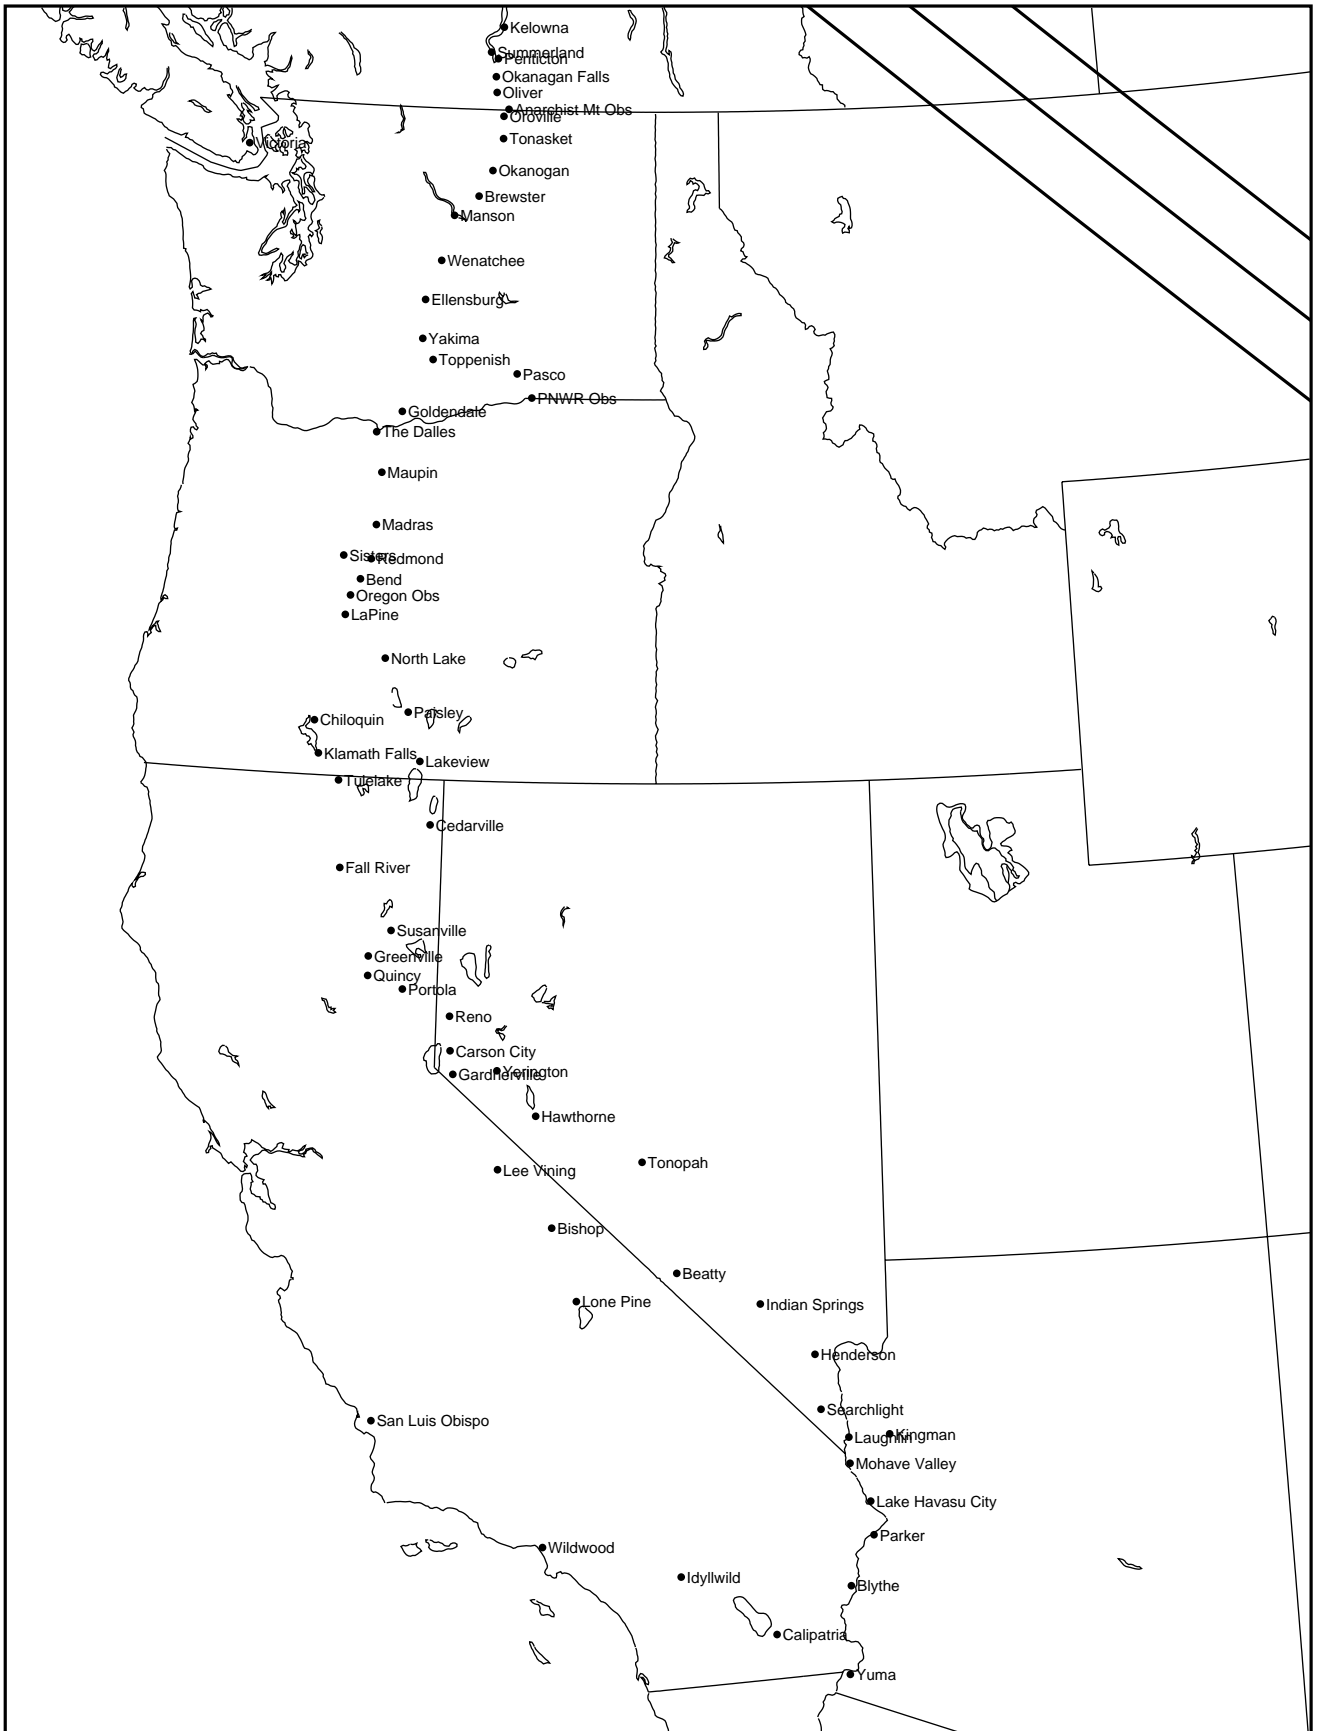 Kelowna
Summerland
Penticton
Okanagan Falls
Oliver
Anarchist Mt Obs
Oroville
Tonasket
Victoria
Okanogan
Brewster
Manson
Wenatchee
Ellensburg
Yakima
Toppenish
Pasco
PNWR Obs
Goldendale
The Dalles
Maupin
Madras
Sisters
Redmond
Bend
Oregon Obs
LaPine
North Lake
Paisley
Chiloquin
Klamath Falls
Lakeview
Tulelake
Cedarville
Fall River
Susanville
Greenville
Quincy
Portola
Reno
Carson City
Yerington
Gardnerville
Hawthorne
Tonopah
Lee Vining
Bishop
Beatty
Lone Pine
Indian Springs
Henderson
Searchlight
San Luis Obispo
Kingman
Laughlin
Mohave Valley
Lake Havasu City
Parker
Wildwood
Idyllwild
Blythe
Calipatria
Yuma